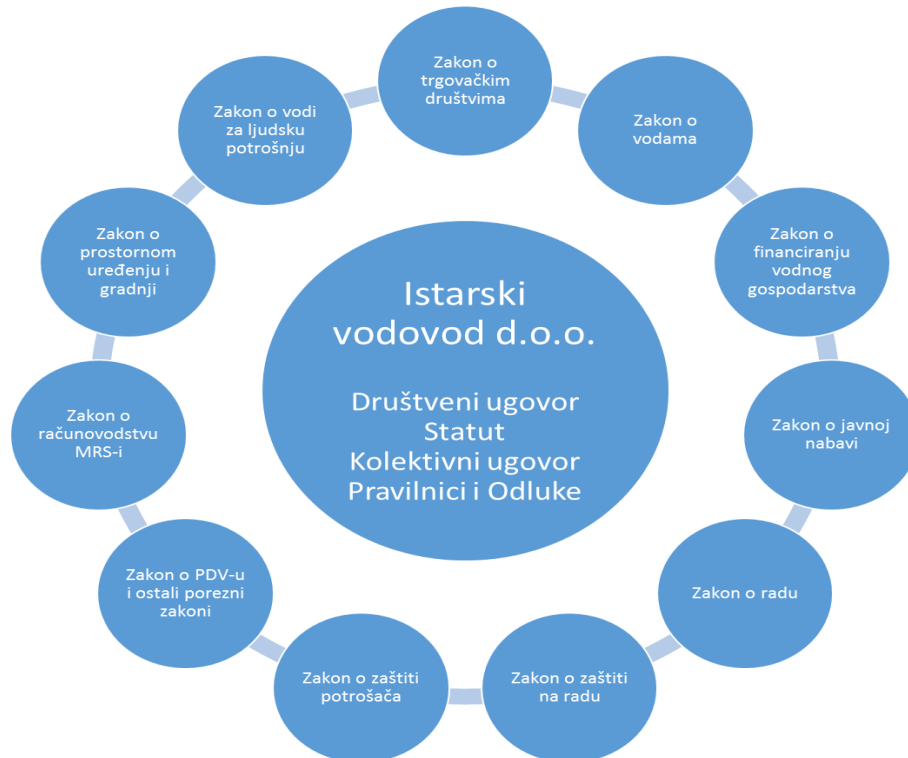 Zakon o
trgovačkim
društvima
Zakon o
vodama
Zakon o
financiranju
vodnog
gospodarstva
Zakon o javnoj
nabavi
Zakon o radu
Zakon o zaštiti
na radu
Zakon o zaštiti
potrošača
Zakon o PDV-u
i ostali porezni
zakoni
Zakon o
računovodstvu
MRS-i
Zakon o
prostornom
uređenju i
gradnji
Zakon o vodi
za ljudsku
potrošnju
Istarski
vodovod d.o.o.
Društveni ugovor
Statut
Kolektivni ugovor
Pravilnici i Odluke